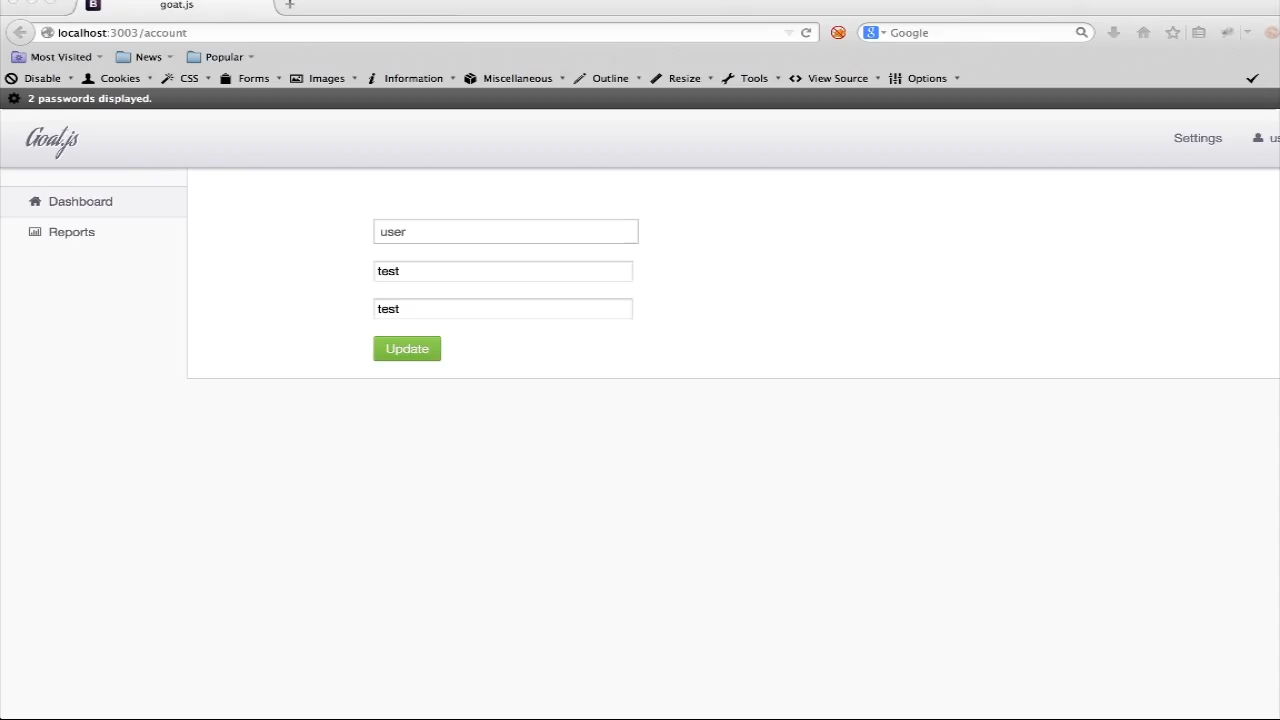 goat.js
localhost:3003/account
Google
Most Visited News Popular
Disable Cookies CSS Forms Images Information Miscellaneous Outline Resize Tools View Source Options
2 passwords displayed.
Goat.js
Settings us
Dashboard
Reports
user
test
test
Update